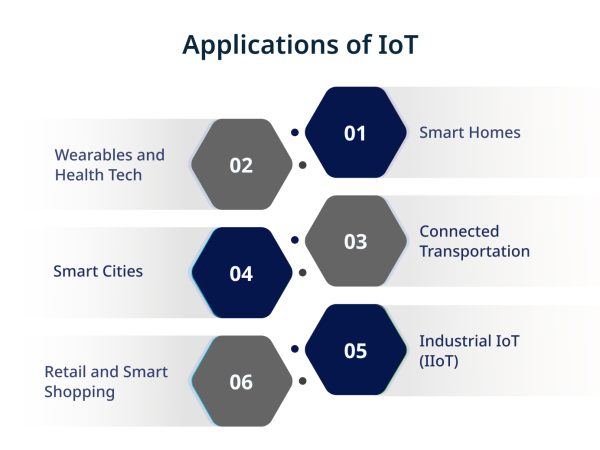 Applications of IoT
01
Smart Homes
02
Wearables and
Health Tech
03
Connected
Transportation
04
Smart Cities
05
Industrial IoT
(IIoT)
06
Retail and Smart
Shopping